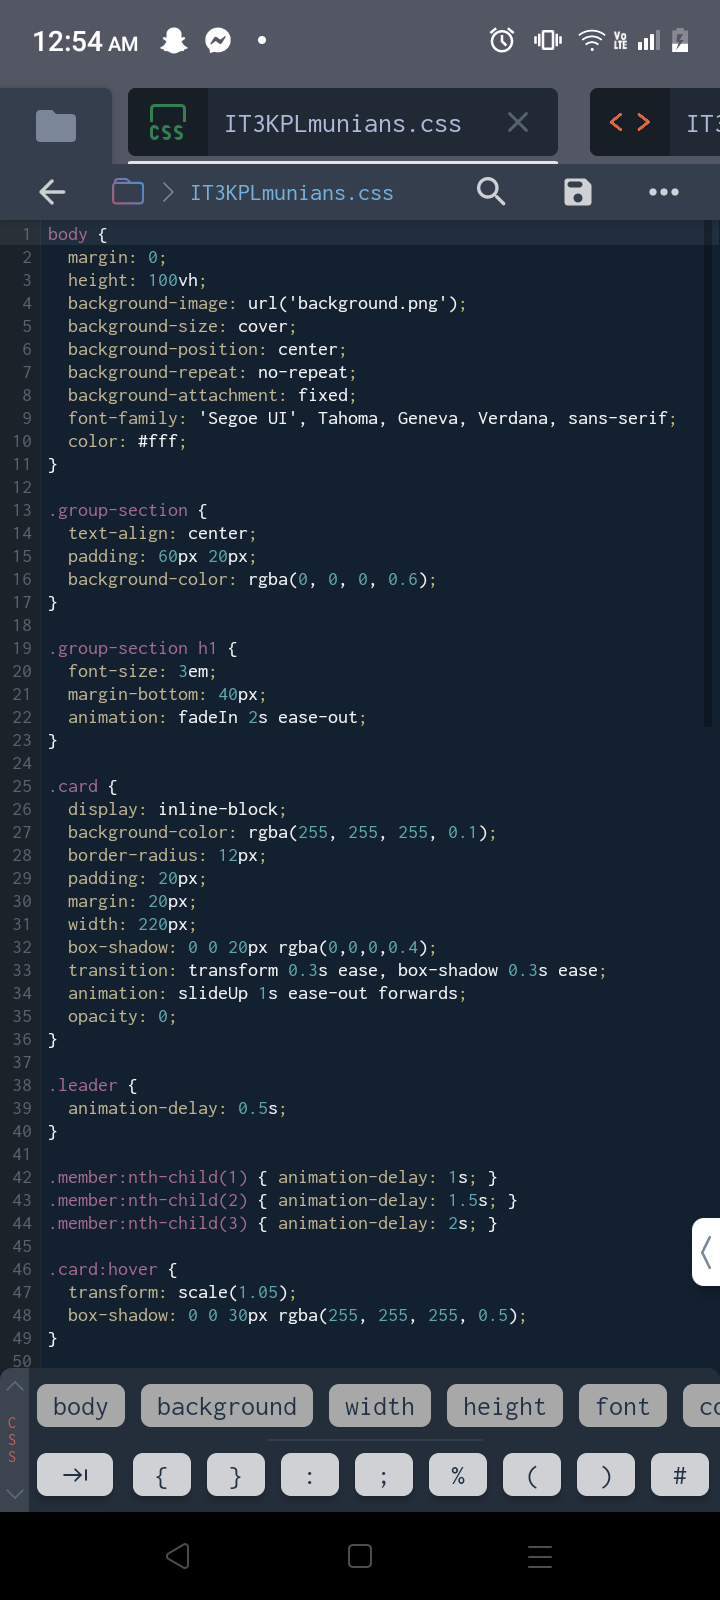 12:54 AM
Vo LTE
CSS IT3KPLmunians.css
IT3
IT3KPLmunians.css
1 body {
2   margin: 0;
3   height: 100vh;
4   background-image: url('background.png');
5   background-size: cover;
6   background-position: center;
7   background-repeat: no-repeat;
8   background-attachment: fixed;
9   font-family: 'Segoe UI', Tahoma, Geneva, Verdana, sans-serif;
10   color: #fff;
11 }
12
13 .group-section {
14   text-align: center;
15   padding: 60px 20px;
16   background-color: rgba(0, 0, 0, 0.6);
17 }
18
19 .group-section h1 {
20   font-size: 3em;
21   margin-bottom: 40px;
22   animation: fadeIn 2s ease-out;
23 }
24
25 .card {
26   display: inline-block;
27   background-color: rgba(255, 255, 255, 0.1);
28   border-radius: 12px;
29   padding: 20px;
30   margin: 20px;
31   width: 220px;
32   box-shadow: 0 0 20px rgba(0,0,0,0.4);
33   transition: transform 0.3s ease, box-shadow 0.3s ease;
34   animation: slideUp 1s ease-out forwards;
35   opacity: 0;
36 }
37
38 .leader {
39   animation-delay: 0.5s;
40 }
41
42 .member:nth-child(1) { animation-delay: 1s; }
43 .member:nth-child(2) { animation-delay: 1.5s; }
44 .member:nth-child(3) { animation-delay: 2s; }
45
46 .card:hover {
47   transform: scale(1.05);
48   box-shadow: 0 0 30px rgba(255, 255, 255, 0.5);
49 }
50
CSS
body background width height font co
{ } : ; % ( ) #